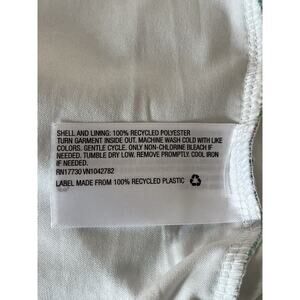 SHELL AND LINING: 100% RECYCLED POLYESTER
TURN GARMENT INSIDE OUT. MACHINE WASH COLD WITH LIKE
COLORS. GENTLE CYCLE. ONLY NON-CHLORINE BLEACH IF
NEEDED. TUMBLE DRY LOW. REMOVE PROMPTLY. COOL IRON
IF NEEDED.
RN17730 VN1042782
LABEL MADE FROM 100% RECYCLED PLASTIC